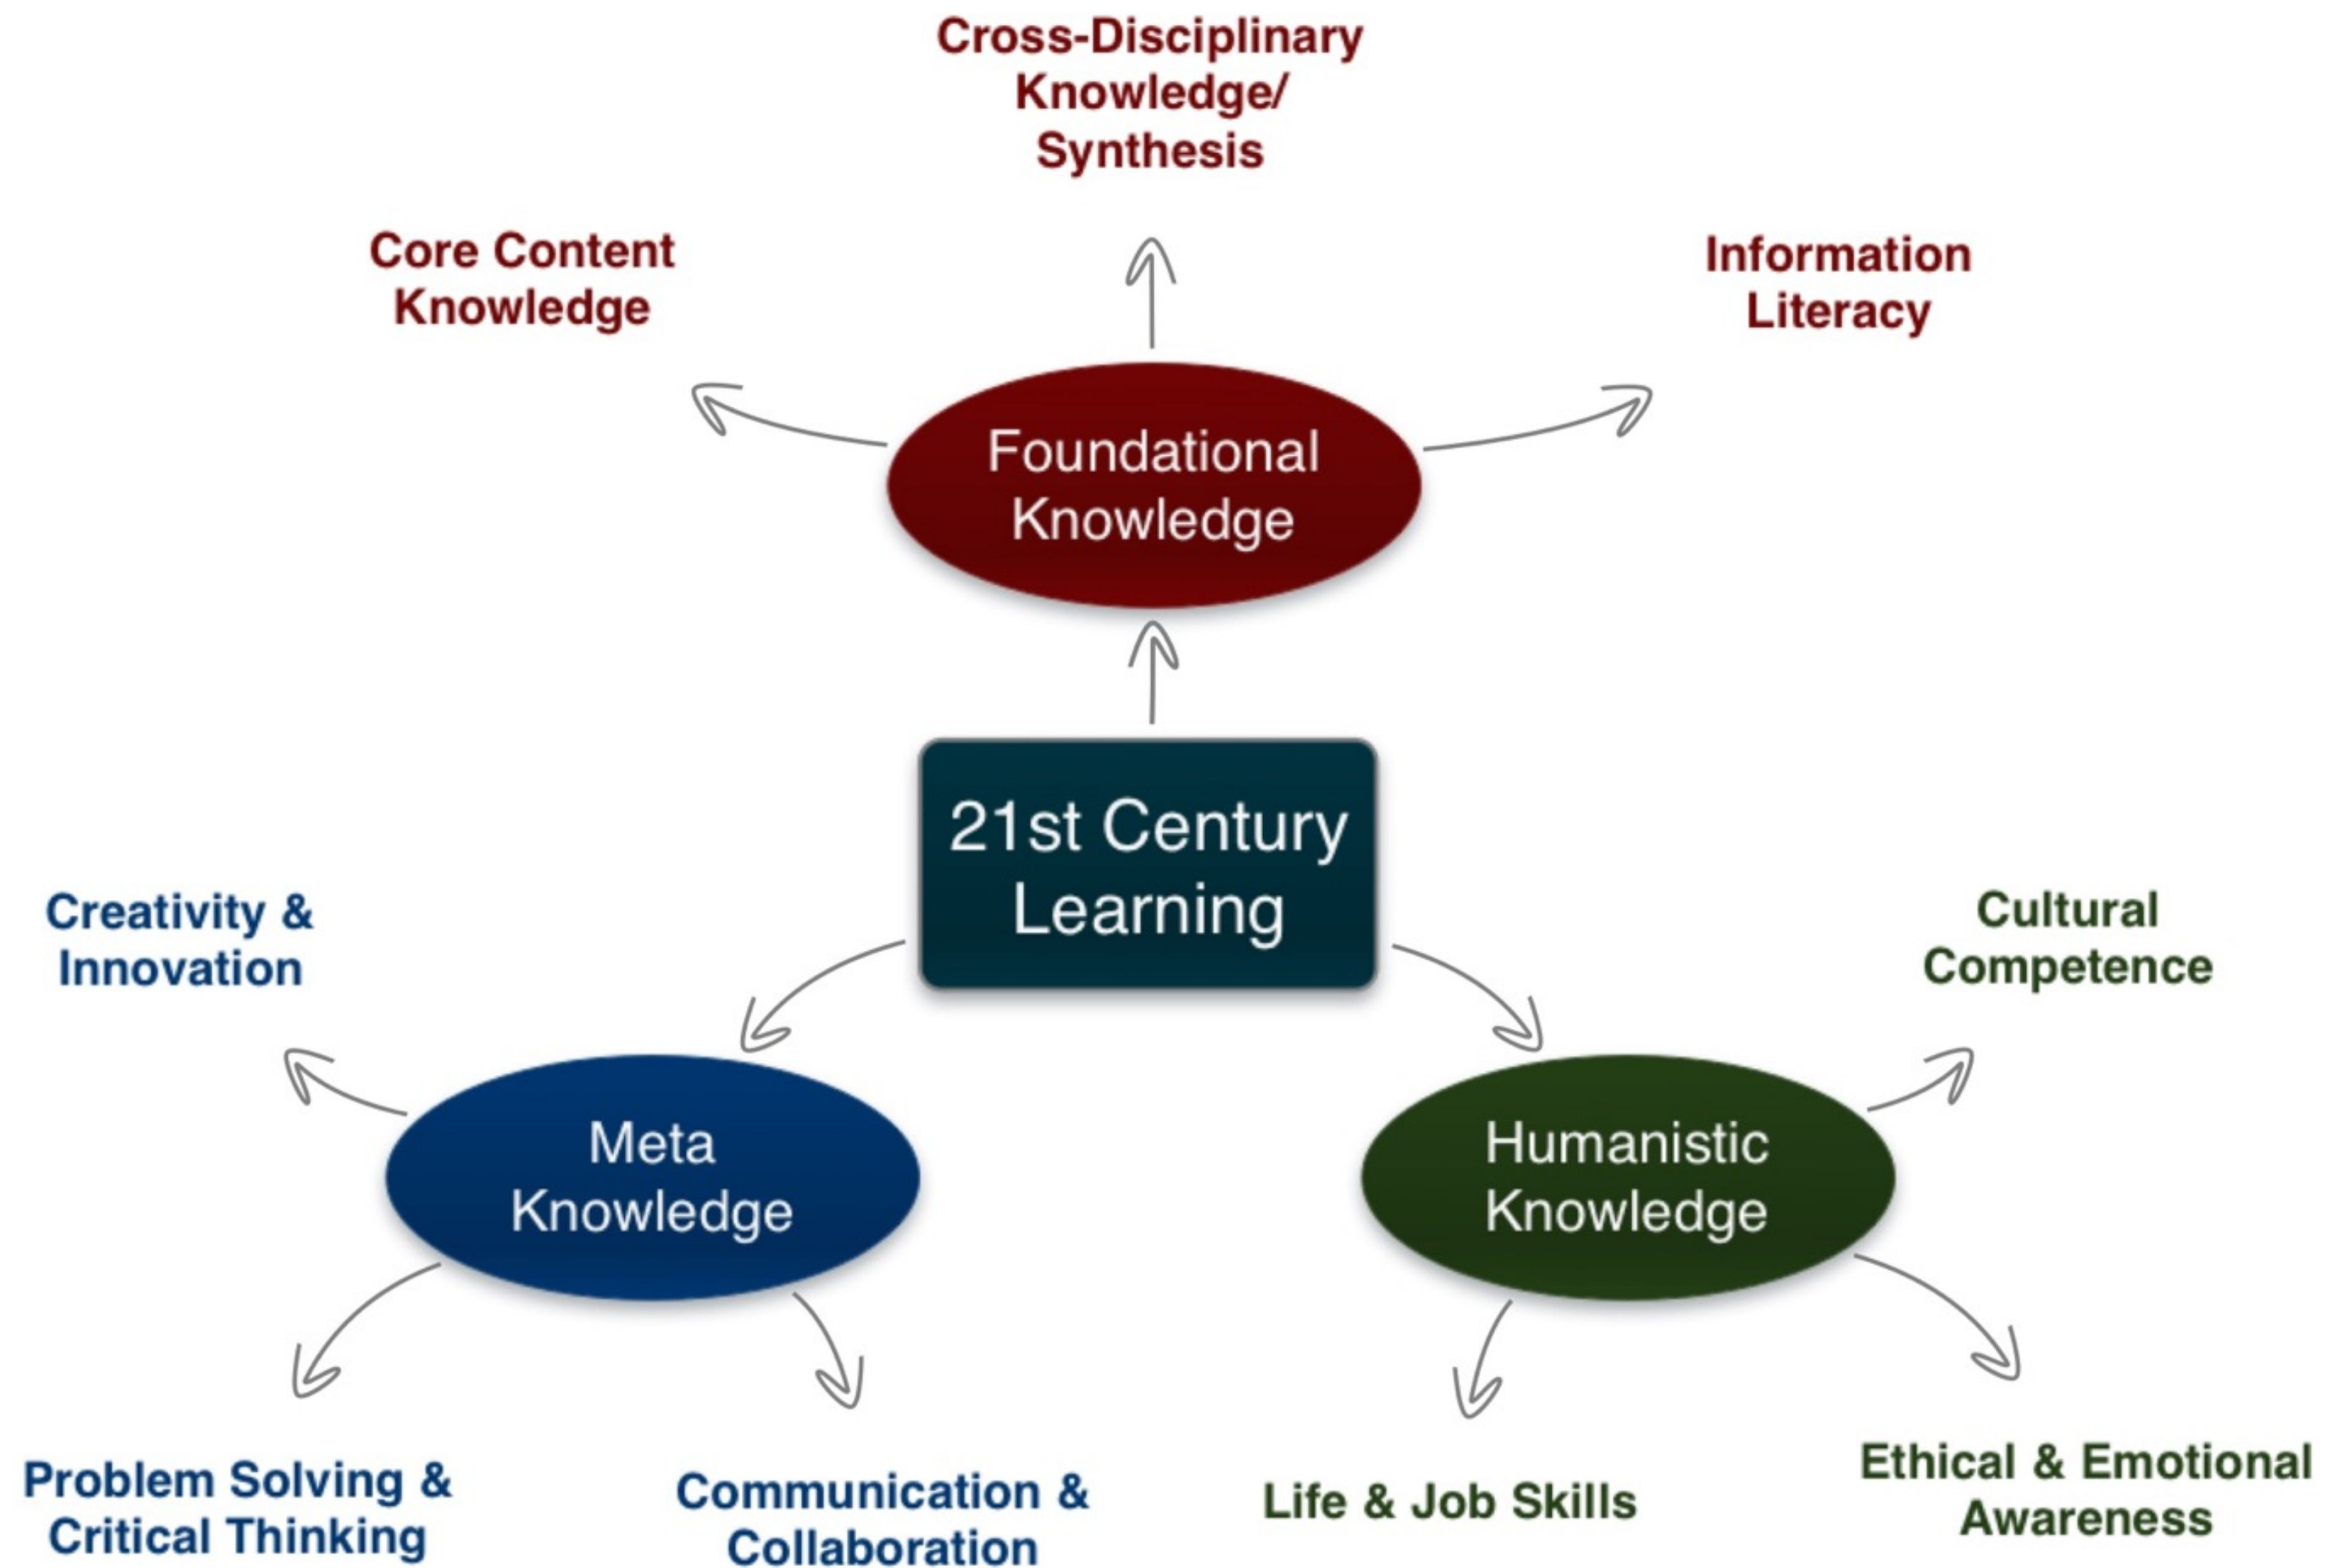 Cross-Disciplinary
Knowledge/
Synthesis
Core Content
Knowledge
Information
Literacy
Foundational
Knowledge
21st Century
Learning
Creativity &
Innovation
Cultural
Competence
Meta
Knowledge
Humanistic
Knowledge
Problem Solving &
Critical Thinking
Communication &
Collaboration
Life & Job Skills
Ethical & Emotional
Awareness